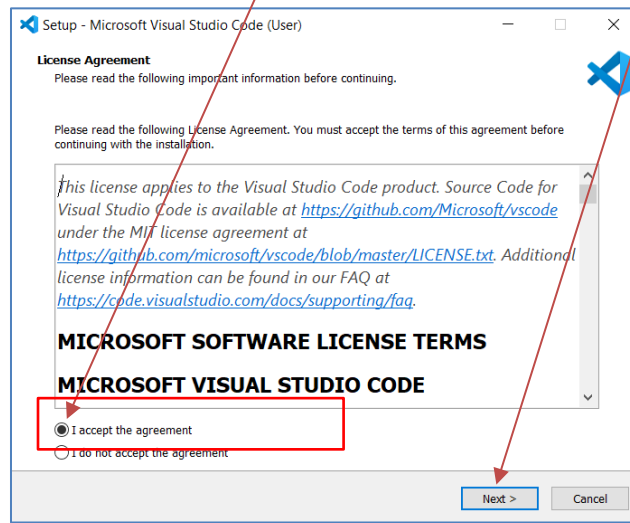 Setup - Microsoft Visual Studio Code (User)
License Agreement
Please read the following important information before continuing.
Please read the following License Agreement. You must accept the terms of this agreement before
continuing with the installation.
This license applies to the Visual Studio Code product. Source Code for
Visual Studio Code is available at https://github.com/Microsoft/vscode
under the MIT license agreement at
https://github.com/microsoft/vscode/blob/master/LICENSE.txt. Additional
license information can be found in our FAQ at
https://code.visualstudio.com/docs/supporting/faq.
MICROSOFT SOFTWARE LICENSE TERMS
MICROSOFT VISUAL STUDIO CODE
I accept the agreement
I do not accept the agreement
Next >
Cancel